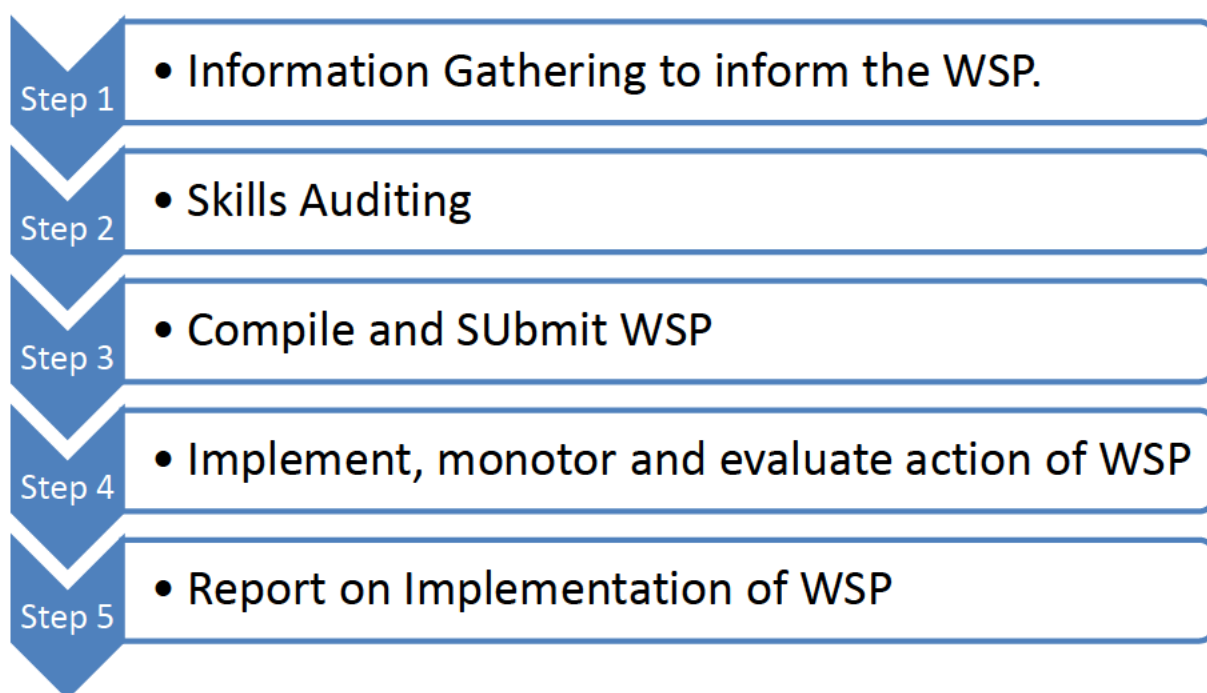 Step 1
• Information Gathering to inform the WSP.
Step 2
• Skills Auditing
Step 3
• Compile and SUbmit WSP
Step 4
• Implement, monotor and evaluate action of WSP
Step 5
• Report on Implementation of WSP